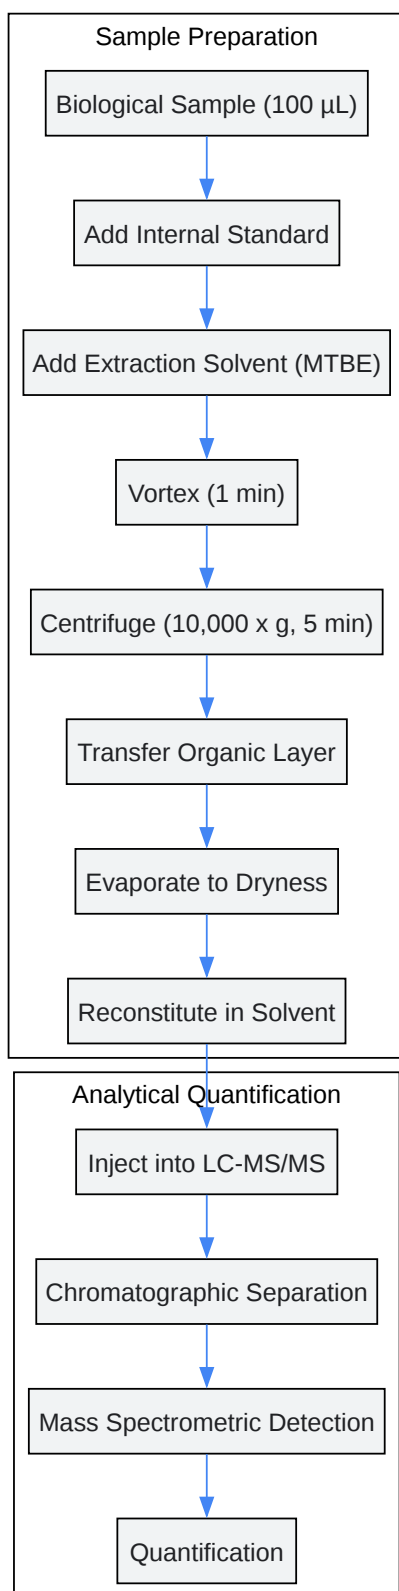 Sample Preparation
Biological Sample (100 µL)
Add Internal Standard
Add Extraction Solvent (MTBE)
Vortex (1 min)
Centrifuge (10,000 x g, 5 min)
Transfer Organic Layer
Evaporate to Dryness
Reconstitute in Solvent
Analytical Quantification
Inject into LC-MS/MS
Chromatographic Separation
Mass Spectrometric Detection
Quantification